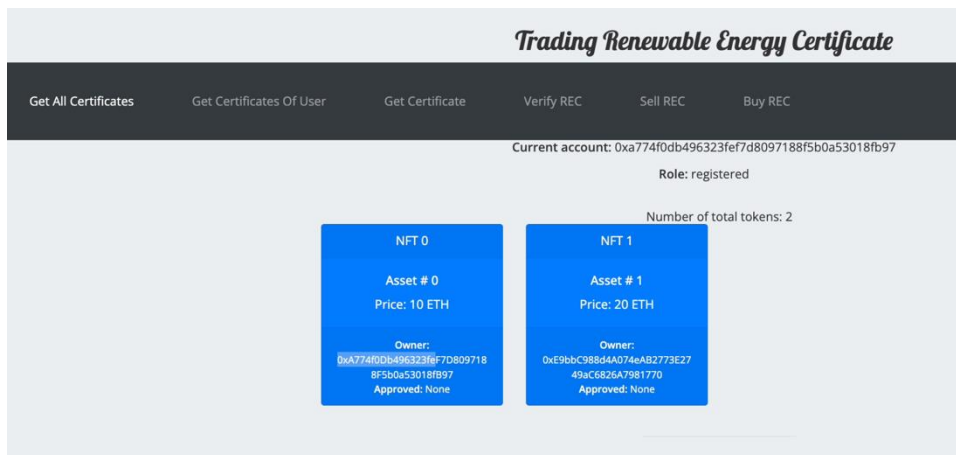 Trading Renewable Energy Certificate
Get All Certificates Get Certificates Of User Get Certificate Verify REC Sell REC Buy REC
Current account: 0xa774f0db496323fef7d8097188f5b0a53018fb97
Role: registered
Number of total tokens: 2
NFT 0
Asset # 0
Price: 10 ETH
Owner:
0xA774f0Db496323feF7D809718
8F5b0a53018fB97
Approved: None
NFT 1
Asset # 1
Price: 20 ETH
Owner:
0xE9bbC988d4A074eAB2773E27
49aC6826A7981770
Approved: None